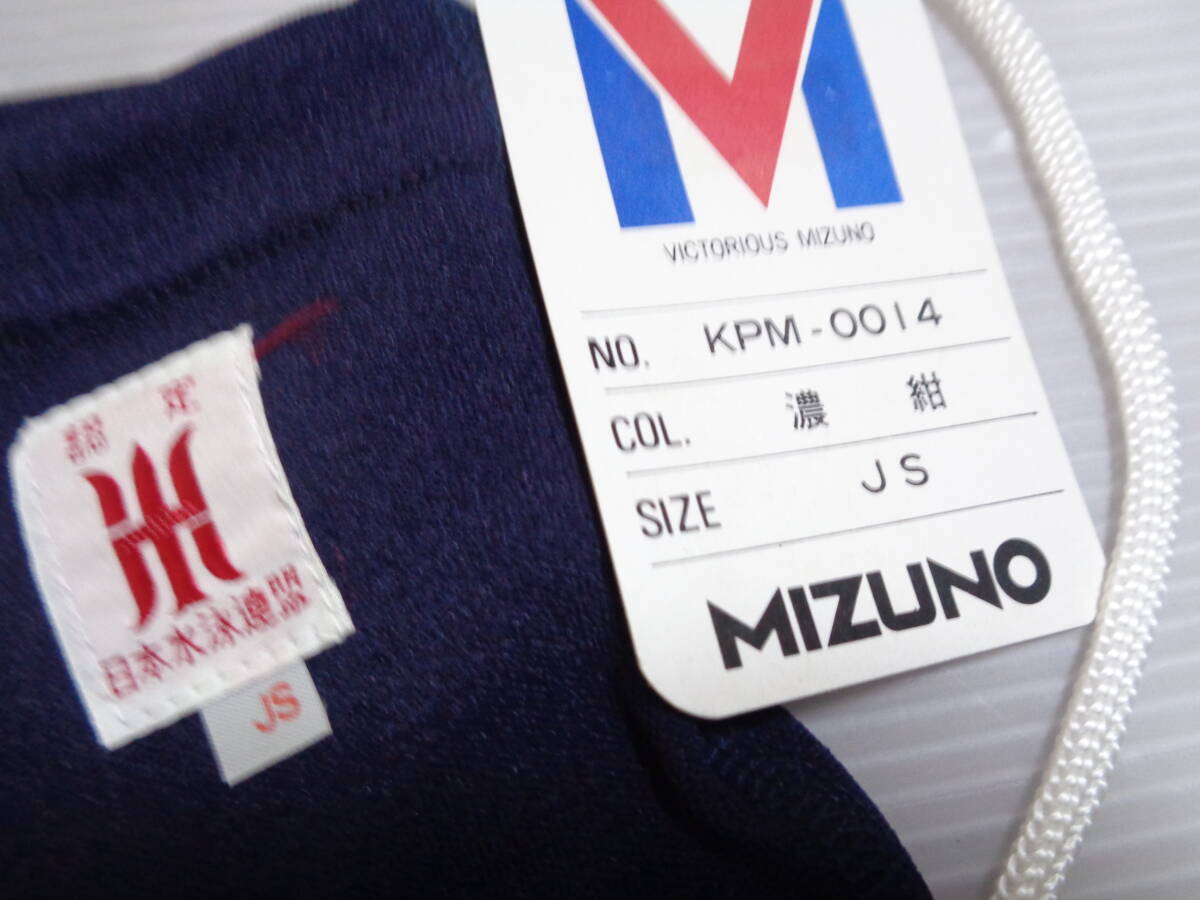 VICTORIOUS MIZUNO
NO. KPM-0014
COL. 濃 紺
SIZE JS
MIZUNO
認 定
日本水泳連盟
JS